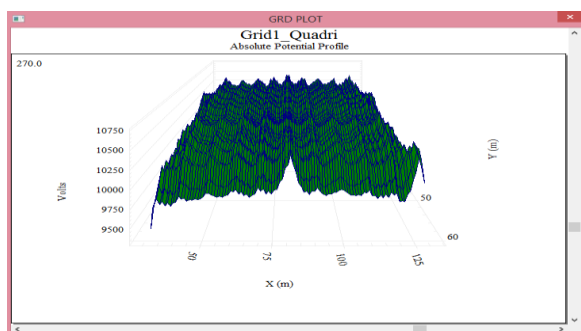 GRD PLOT
Grid1_Quadri
Absolute Potential Profile
270.0
10750
10500
10250
10000
9750
9500
Volts
Y (m)
50
60
50
75
100
125
X (m)